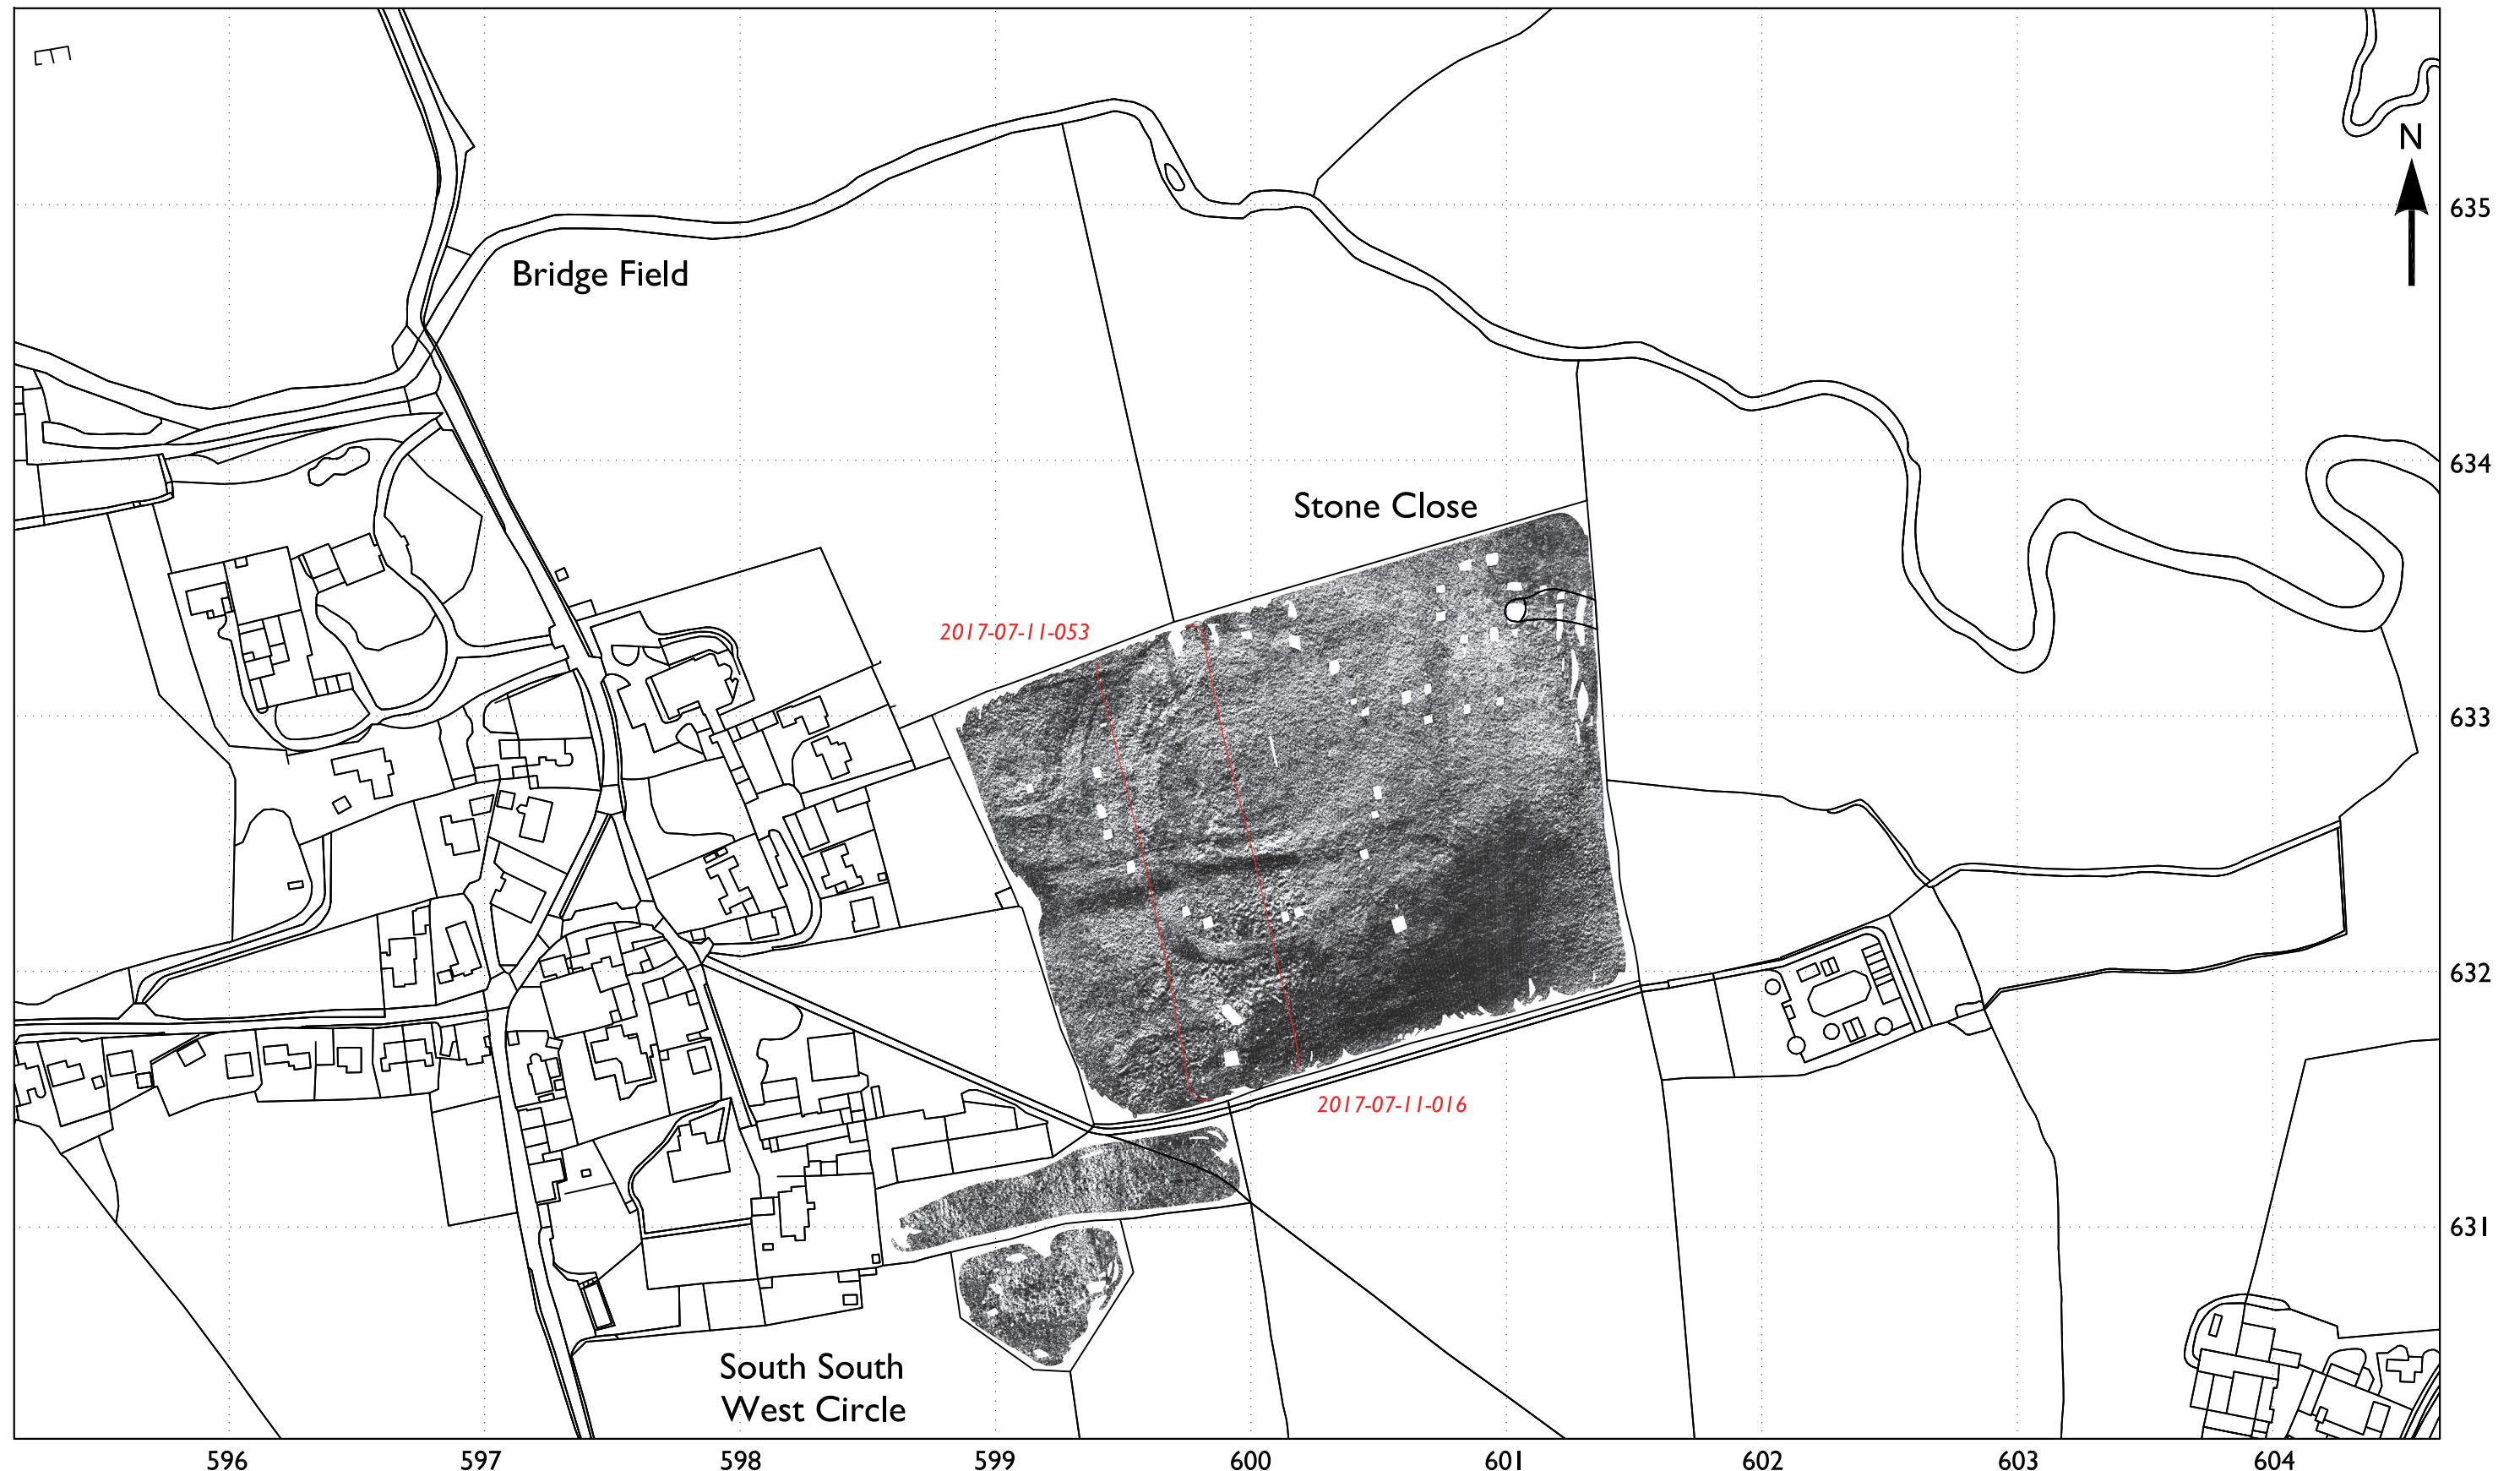 N
635
Bridge Field
634
Stone Close
2017-07-11-053
633
632
2017-07-11-016
631
South South
West Circle
596 597 598 599 600 601 602 603 604